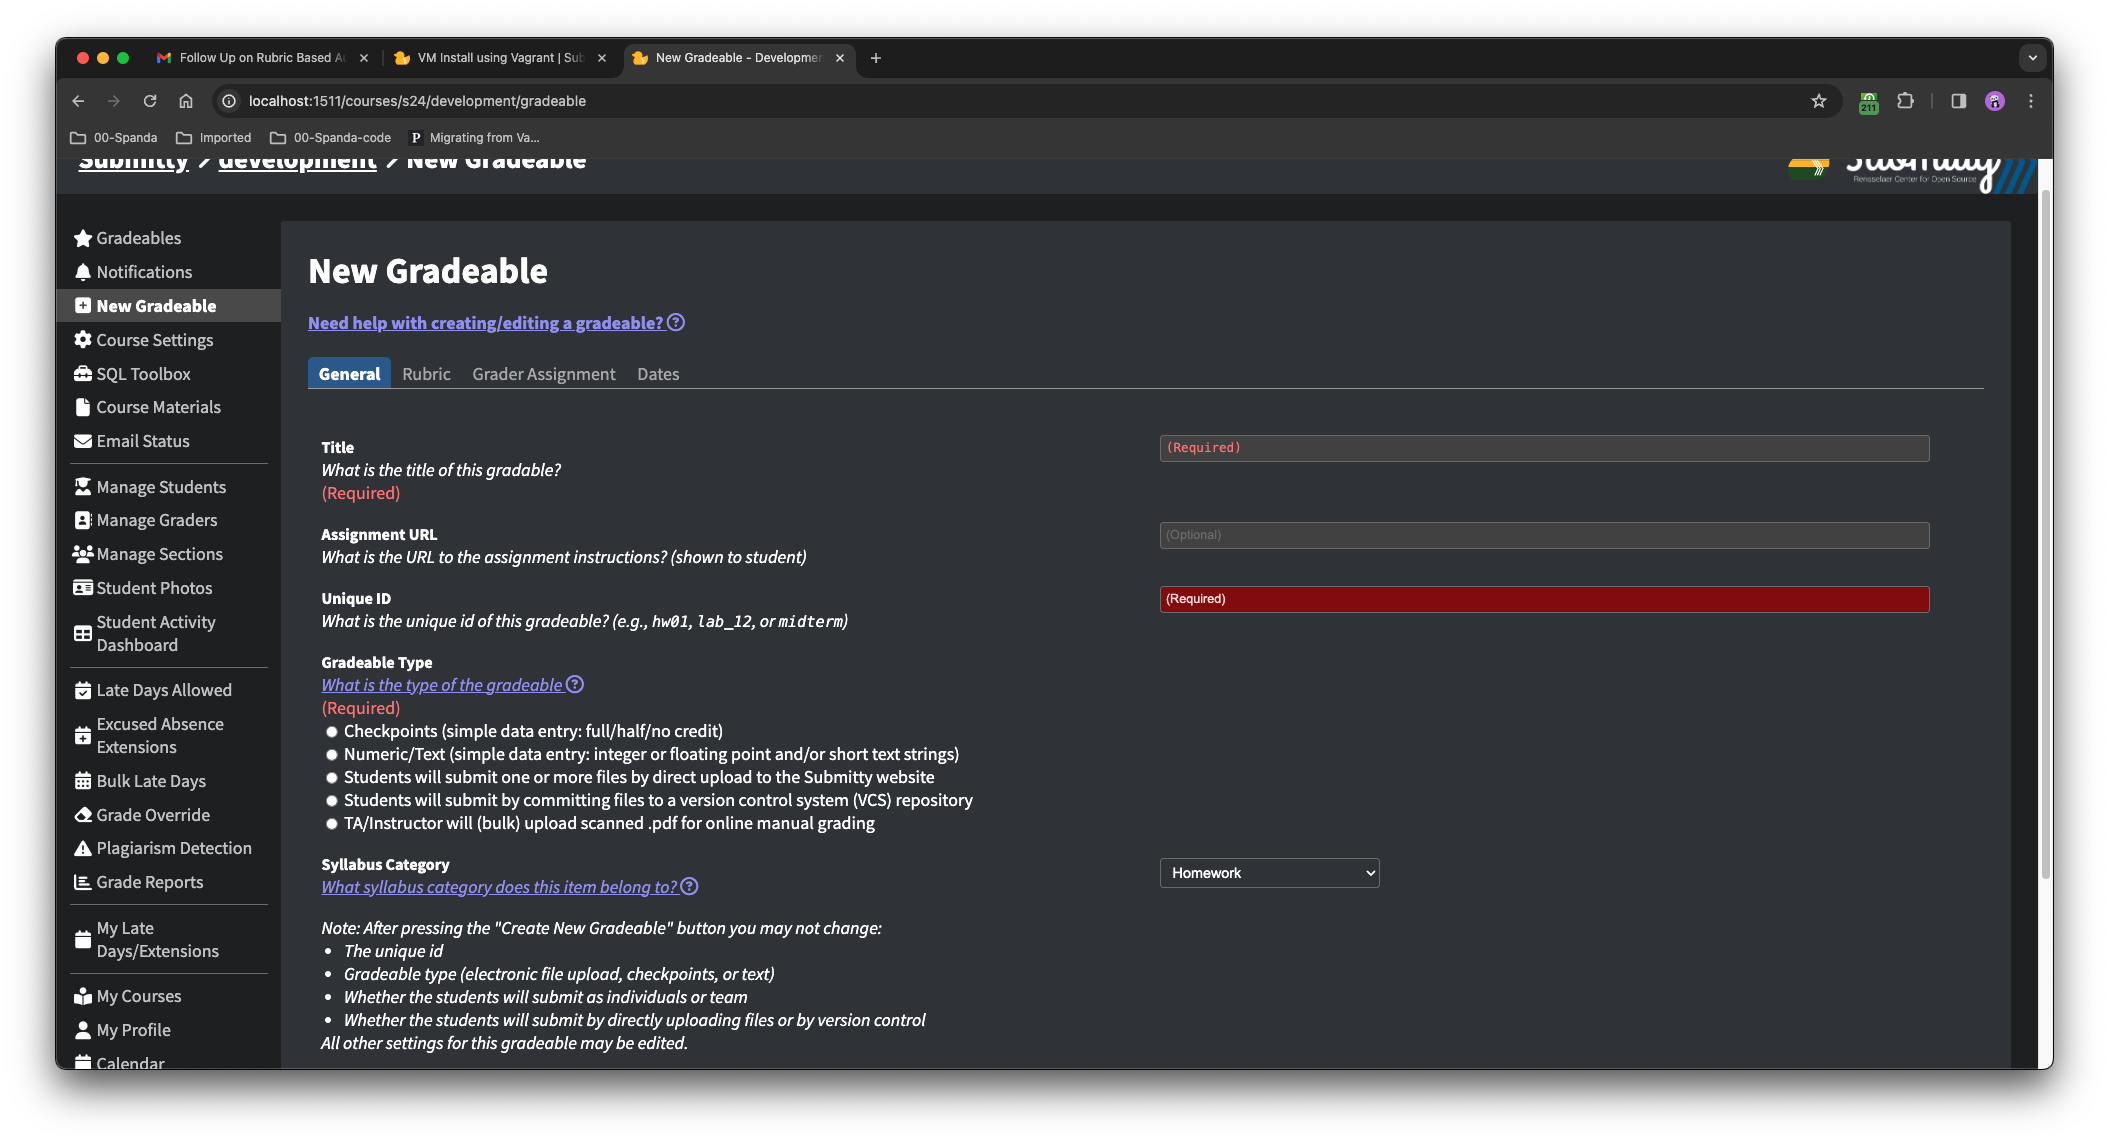 Follow Up on Rubric Based A
VM Install using Vagrant | Sub
New Gradeable - Developmer
localhost:1511/courses/s24/development/gradeable
211
00-Spanda
Imported
00-Spanda-code
P Migrating from Va...
Submitty > development > New Gradeable
Submitty
Rensselaer Center for Open Source
Gradeables
Notifications
New Gradeable
Course Settings
SQL Toolbox
Course Materials
Email Status
Manage Students
Manage Graders
Manage Sections
Student Photos
Student Activity
Dashboard
Late Days Allowed
Excused Absence
Extensions
Bulk Late Days
Grade Override
Plagiarism Detection
Grade Reports
My Late
Days/Extensions
My Courses
My Profile
Calendar
New Gradeable
Need help with creating/editing a gradeable?
General Rubric Grader Assignment Dates
Title
What is the title of this gradable?
(Required)
(Required)
Assignment URL
What is the URL to the assignment instructions? (shown to student)
(Optional)
Unique ID
What is the unique id of this gradeable? (e.g., hw01, lab_12, or midterm)
(Required)
Gradeable Type
What is the type of the gradeable
(Required)
Checkpoints (simple data entry: full/half/no credit)
Numeric/Text (simple data entry: integer or floating point and/or short text strings)
Students will submit one or more files by direct upload to the Submitty website
Students will submit by committing files to a version control system (VCS) repository
TA/Instructor will (bulk) upload scanned .pdf for online manual grading
Syllabus Category
What syllabus category does this item belong to?
Homework
Note: After pressing the "Create New Gradeable" button you may not change:
• The unique id
• Gradeable type (electronic file upload, checkpoints, or text)
• Whether the students will submit as individuals or team
• Whether the students will submit by directly uploading files or by version control
All other settings for this gradeable may be edited.